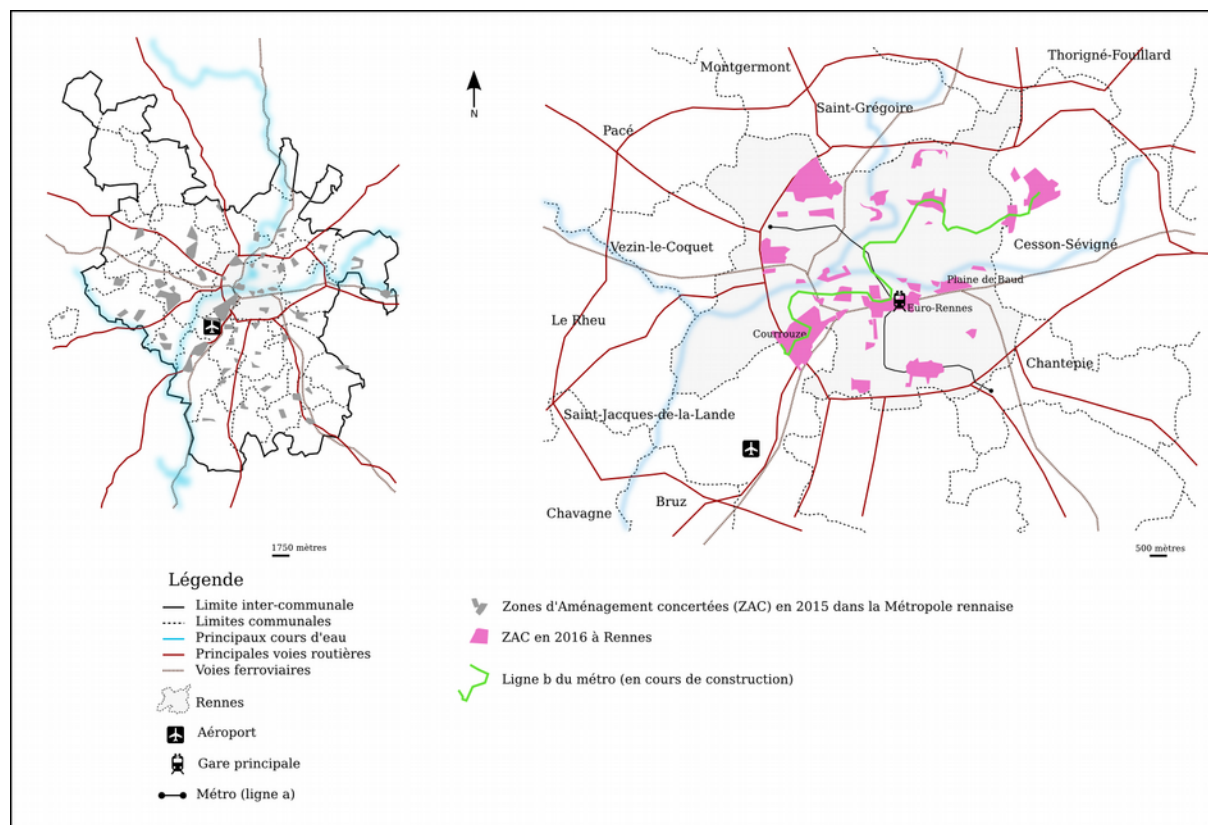 Thorigné-Fouillard
Montgermont
N
Saint-Grégoire
Pacé
Vezin-le-Coquet
Cesson-Sévigné
Plaine de Baud
Euro-Rennes
Le Rheu
Courrouze
Chantepie
Saint-Jacques-de-la-Lande
Bruz
Chavagne
1750 mètres
500 mètres
Légende
Limite inter-communale
Limites communales
Principaux cours d'eau
Principales voies routières
Voies ferroviaires
Rennes
Aéroport
Gare principale
Métro (ligne a)
Zones d'Aménagement concertées (ZAC) en 2015 dans la Métropole rennaise
ZAC en 2016 à Rennes
Ligne b du métro (en cours de construction)